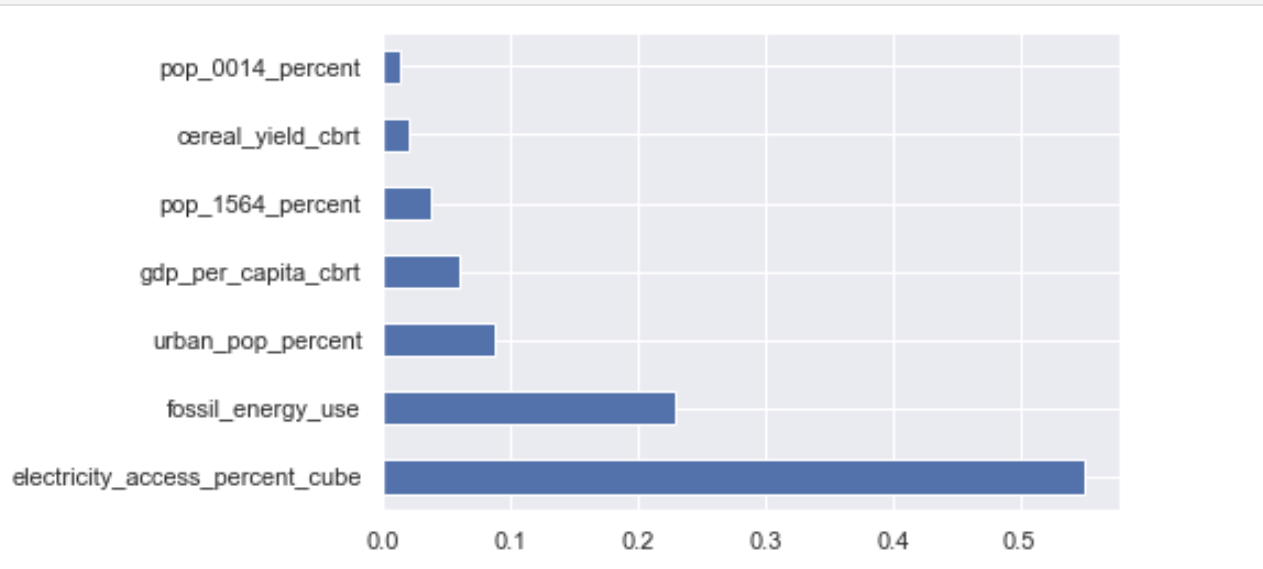 pop_0014_percent
cereal_yield_cbrt
pop_1564_percent
gdp_per_capita_cbrt
urban_pop_percent
fossil_energy_use
electricity_access_percent_cube
0.0 0.1 0.2 0.3 0.4 0.5